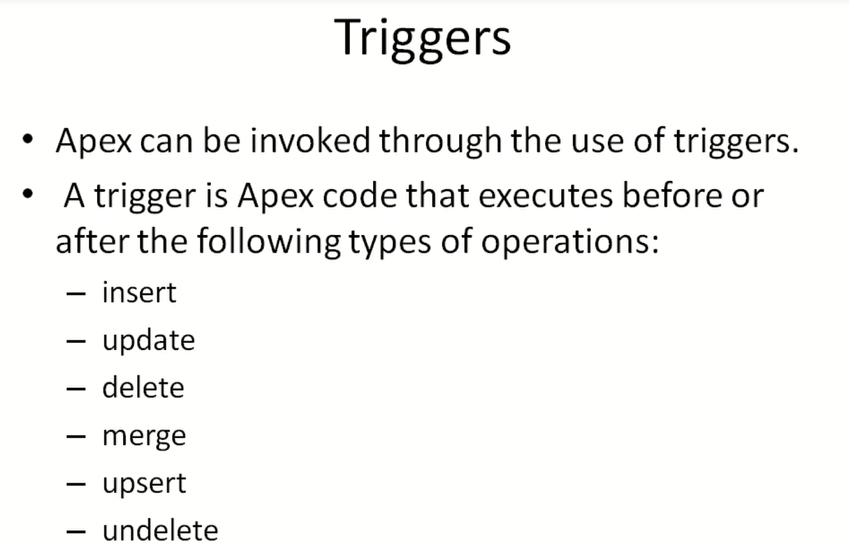 Triggers
• Apex can be invoked through the use of triggers.
• A trigger is Apex code that executes before or
after the following types of operations:
– insert
– update
– delete
– merge
– upsert
– undelete